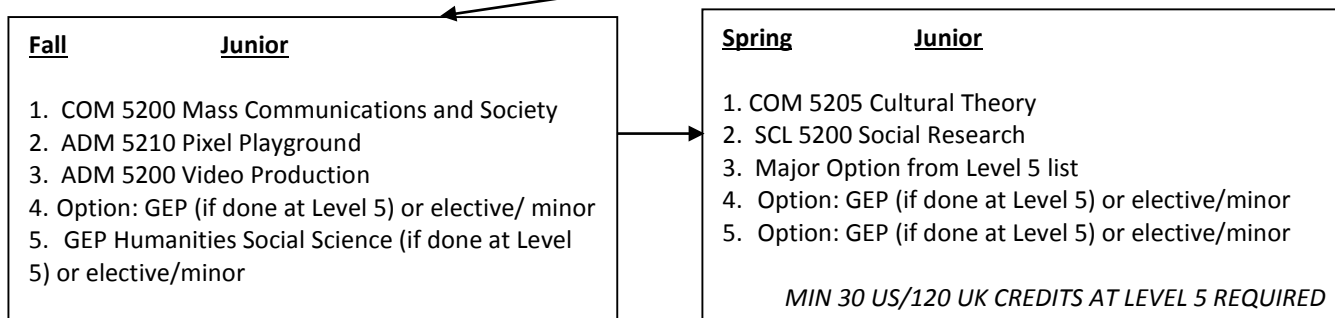 Fall Junior
1. COM 5200 Mass Communications and Society
2. ADM 5210 Pixel Playground
3. ADM 5200 Video Production
4. Option: GEP (if done at Level 5) or elective/ minor
5. GEP Humanities Social Science (if done at Level
5) or elective/minor
Spring Junior
1. COM 5205 Cultural Theory
2. SCL 5200 Social Research
3. Major Option from Level 5 list
4. Option: GEP (if done at Level 5) or elective/minor
5. Option: GEP (if done at Level 5) or elective/minor
MIN 30 US/120 UK CREDITS AT LEVEL 5 REQUIRED